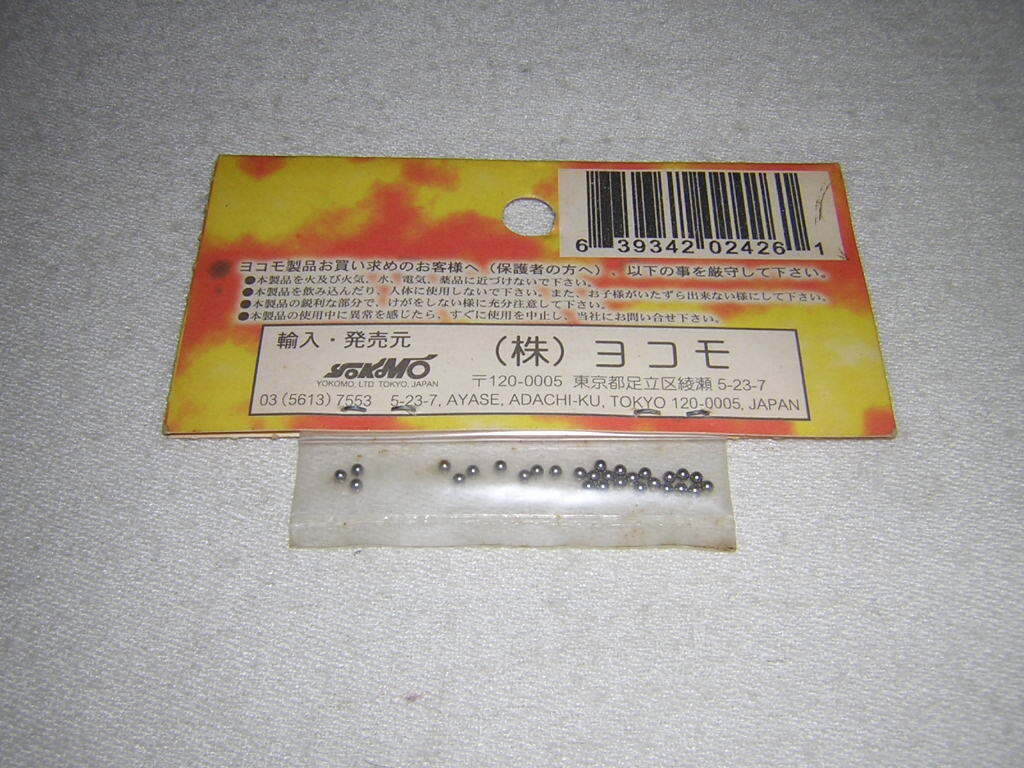 6 39342 02426 1
ヨコモ製品お買い求めのお客様へ（保護者の方へ）、以下の事を厳守して下さい。
●本製品を火及び火気、水、電気、薬品に近づけないで下さい。
●本製品を飲み込んだり、人体に使用しないで下さい。また、お子様がいたずら出来ない様にして下さい。
●本製品の鋭利な部分で、けがをしない様に充分注意して下さい。
●本製品の使用中に異常を感じたら、すぐに使用を中止し、当社にお問い合せ下さい。
輸入・発売元
（株）ヨコモ
YOKOMO
YOKOMO, LTD TOKYO, JAPAN
〒120-0005 東京都足立区綾瀬 5-23-7
03 (5613) 7553 5-23-7, AYASE, ADACHI-KU, TOKYO 120-0005, JAPAN